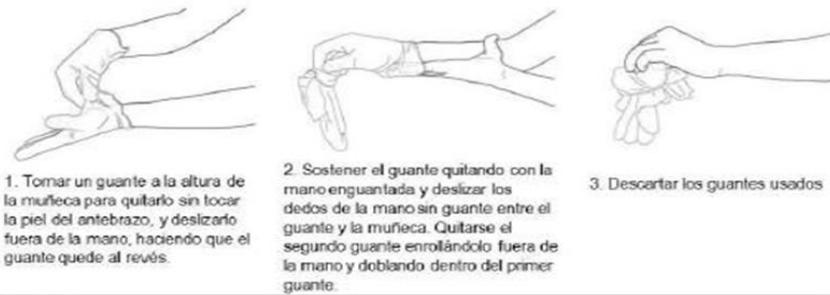 1. Tomar un guante a la altura de
la muñeca para quitarlo sin tocar
la piel del antebrazo, y deslizarlo
fuera de la mano, haciendo que el
guante quede al revés.
2. Sostener el guante quitando con la
mano enguantada y deslizar los
dedos de la mano sin guante entre el
guante y la muñeca. Quitarse el
segundo guante enrollándolo fuera de
la mano y doblando dentro del primer
guante.
3. Descartar los guantes usados